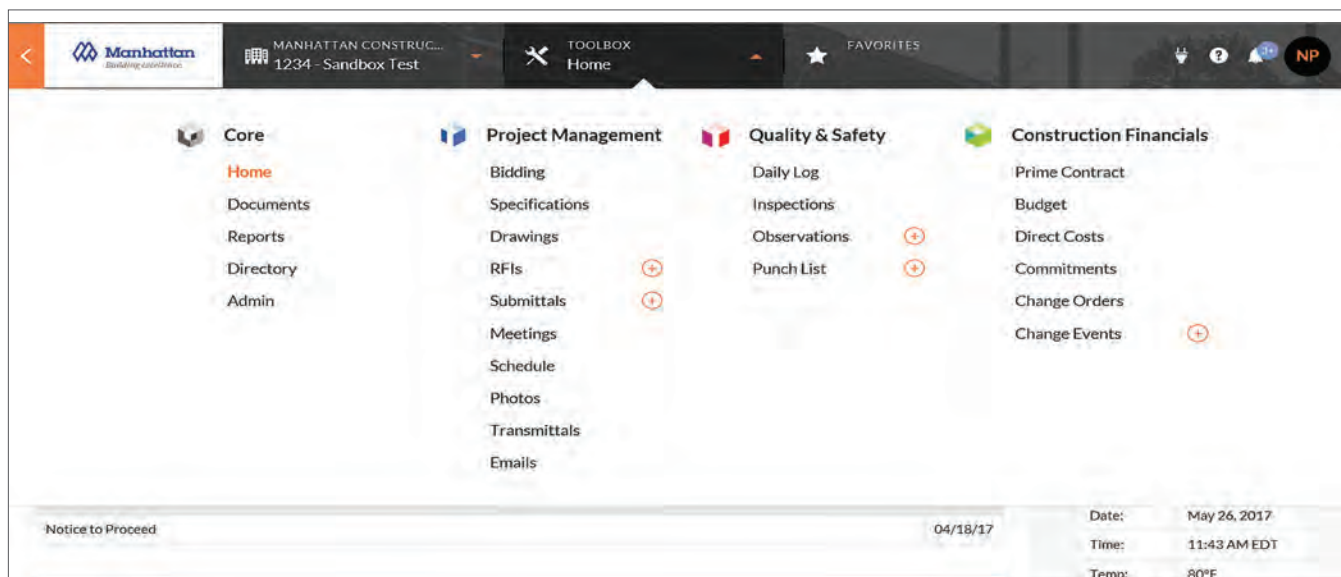 Manhattan
Building excellence
MANHATTAN CONSTRUC...
1234 - Sandbox Test
TOOLBOX
Home
FAVORITES
3+
NP
Core
Home
Documents
Reports
Directory
Admin
Project Management
Bidding
Specifications
Drawings
RFIs
Submittals
Meetings
Schedule
Photos
Transmittals
Emails
Quality & Safety
Daily Log
Inspections
Observations
Punch List
Construction Financials
Prime Contract
Budget
Direct Costs
Commitments
Change Orders
Change Events
Notice to Proceed 04/18/17
Date: May 26, 2017
Time: 11:43 AM EDT
Temp: 80°F